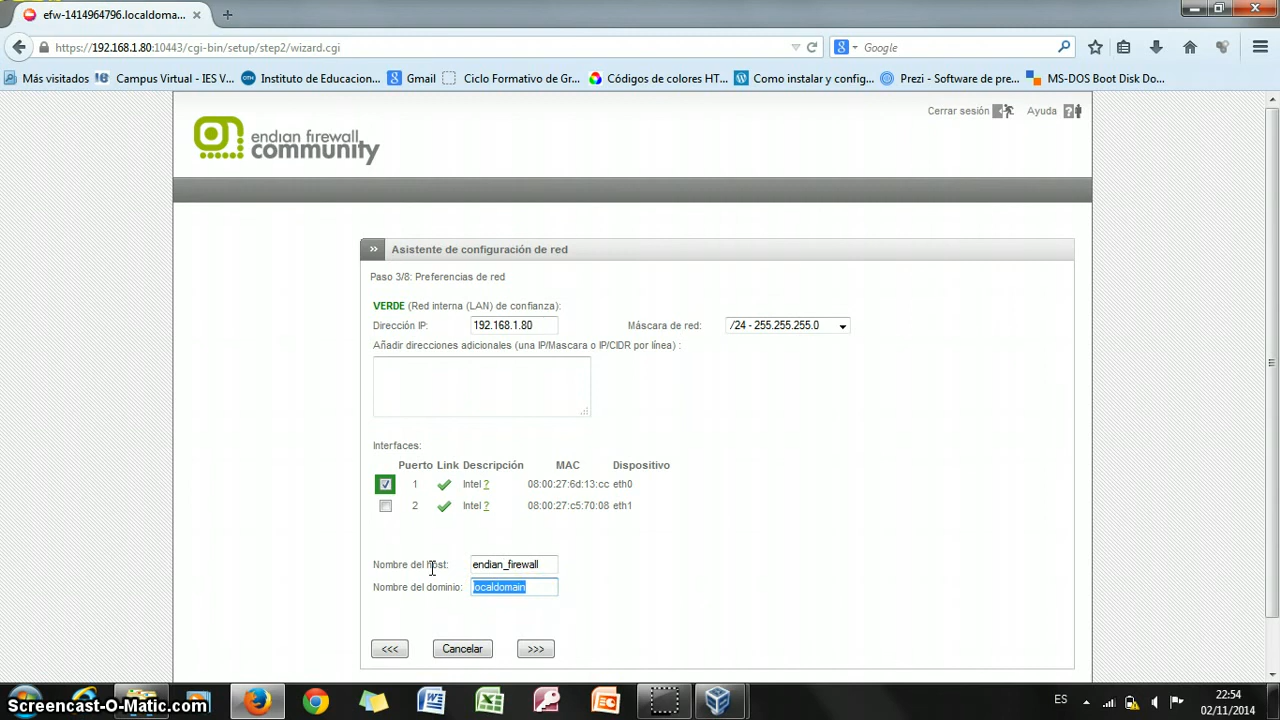 efw-1414964796.localdoma...
https://192.168.1.80:10443/cgi-bin/setup/step2/wizard.cgi
Google
Más visitados
Campus Virtual - IES V...
Instituto de Educacion...
Gmail
Ciclo Formativo de Gr...
Códigos de colores HT...
Como instalar y config...
Prezi - Software de pre...
MS-DOS Boot Disk Do...
Cerrar sesión
Ayuda
endian firewall
community
Asistente de configuración de red
Paso 3/8: Preferencias de red
VERDE (Red interna (LAN) de confianza):
Dirección IP: 192.168.1.80 Máscara de red: /24 - 255.255.255.0
Añadir direcciones adicionales (una IP/Mascara o IP/CIDR por línea) :
Interfaces:
Puerto Link Descripción MAC Dispositivo
1 Intel ? 08:00:27:6d:13:cc eth0
2 Intel ? 08:00:27:c5:70:08 eth1
Nombre del host: endian_firewall
Nombre del dominio: localdomain
<<< Cancelar >>>
ES
22:54
02/11/2014
Screencast-O-Matic.com